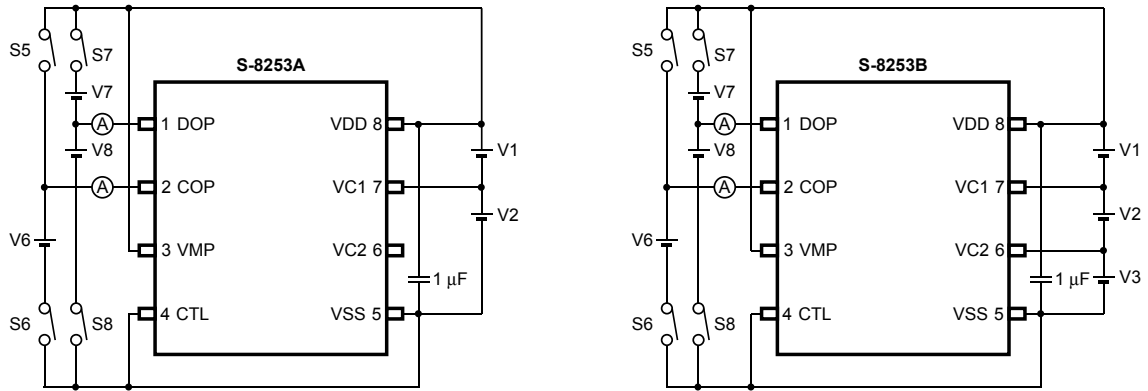 S-8253A
S5
S7
V7
A
1 DOP
VDD 8
V8
V1
A
2 COP
VC1 7
V2
V6
3 VMP
VC2 6
1 μF
S6
S8
4 CTL
VSS 5
S-8253B
S5
S7
V7
A
1 DOP
VDD 8
V8
V1
A
2 COP
VC1 7
V2
V6
3 VMP
VC2 6
1 μF
V3
S6
S8
4 CTL
VSS 5